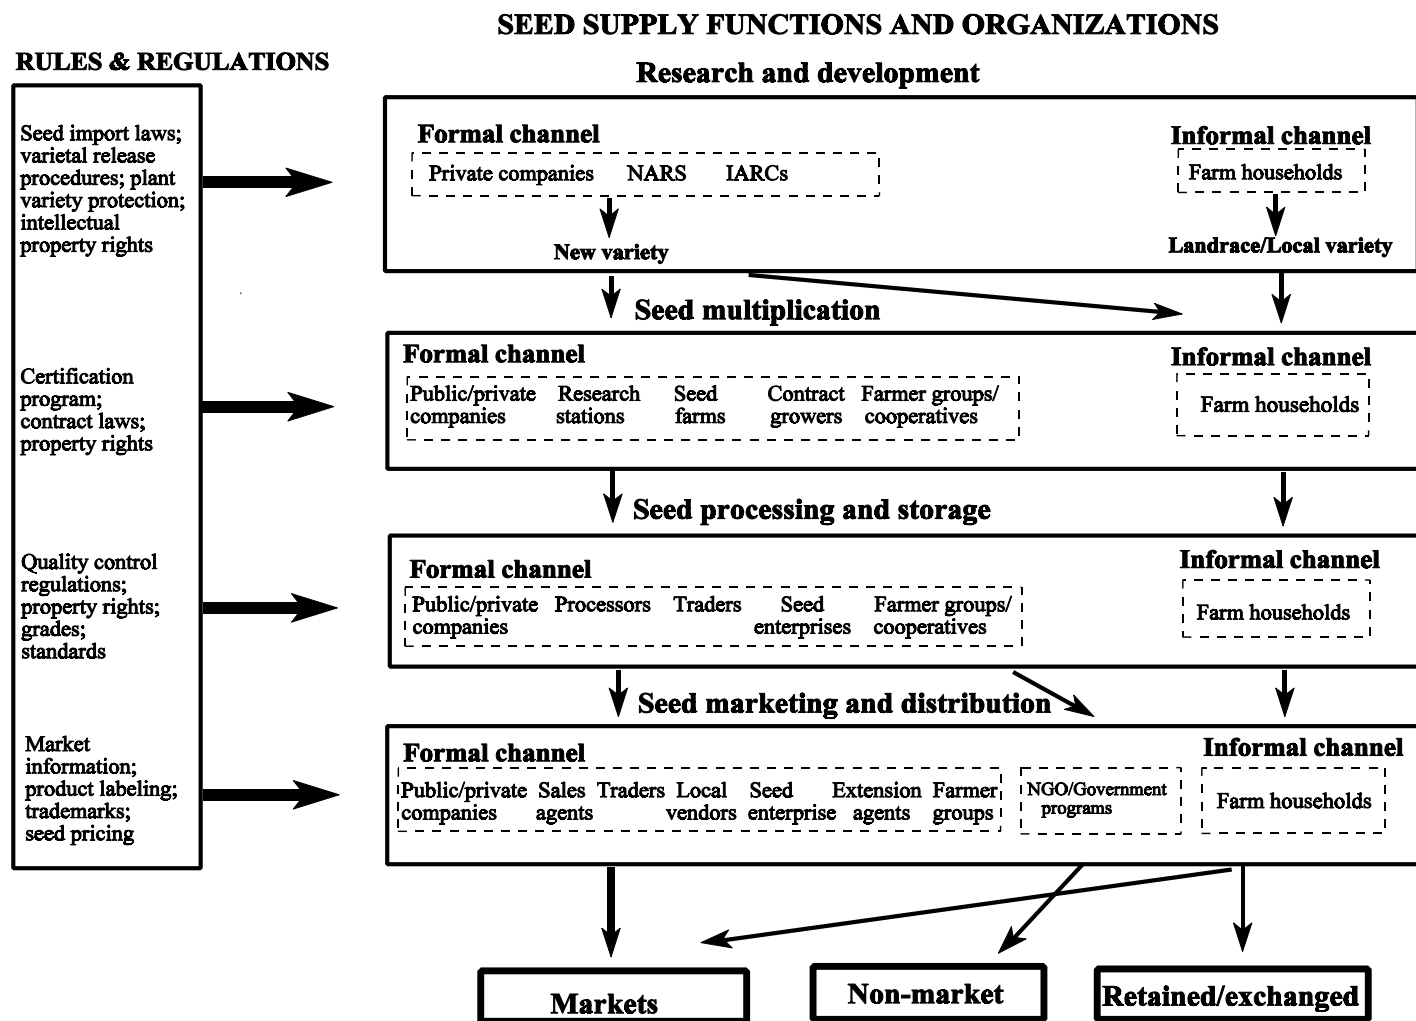 SEED SUPPLY FUNCTIONS AND ORGANIZATIONS
RULES & REGULATIONS
Research and development
Seed import laws;
varietal release
procedures; plant
variety protection;
intellectual
property rights
Formal channel
Private companies NARS IARCs
New variety
Informal channel
Farm households
Landrace/Local variety
Seed multiplication
Certification
program;
contract laws;
property rights
Formal channel
Public/private
companies
Research
stations
Seed
farms
Contract
growers
Farmer groups/
cooperatives
Informal channel
Farm households
Seed processing and storage
Quality control
regulations;
property rights;
grades;
standards
Formal channel
Public/private
companies
Processors
Traders
Seed
enterprises
Farmer groups/
cooperatives
Informal channel
Farm households
Seed marketing and distribution
Market
information;
product labeling;
trademarks;
seed pricing
Formal channel
Public/private
companies
Sales
agents
Traders
Local
vendors
Seed
enterprise
Extension
agents
Farmer
groups
NGO/Government
programs
Informal channel
Farm households
Markets
Non-market
Retained/exchanged